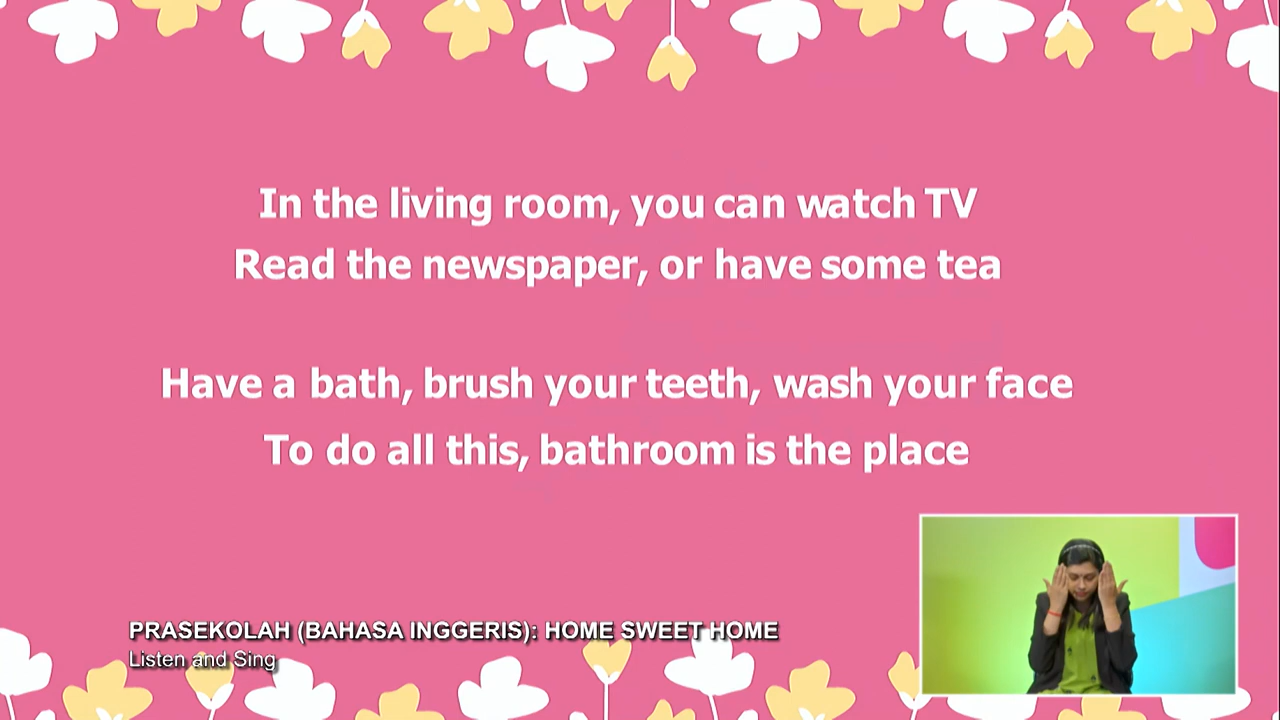 In the living room, you can watch TV
Read the newspaper, or have some tea
Have a bath, brush your teeth, wash your face
To do all this, bathroom is the place
PRASEKOLAH (BAHASA INGGERIS): HOME SWEET HOME
Listen and Sing